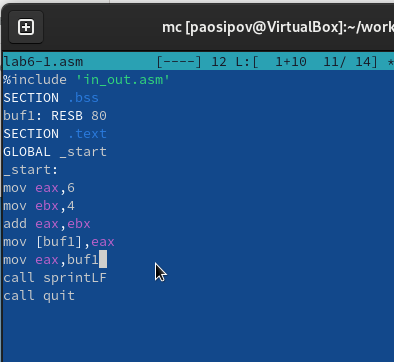 mc [paosipov@VirtualBox]:~/work
lab6-1.asm [----] 12 L:[ 1+10 11/ 14] *
%include 'in_out.asm'
SECTION .bss
buf1: RESB 80
SECTION .text
GLOBAL _start
_start:
mov eax,6
mov ebx,4
add eax,ebx
mov [buf1],eax
mov eax,buf1
call sprintLF
call quit